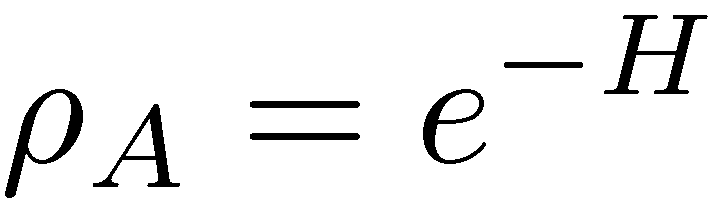 ρ_A = e^{-H}